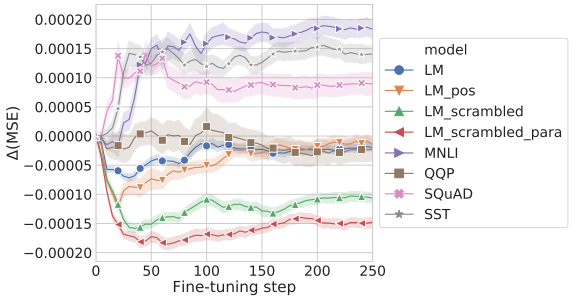 0.00020
0.00015
0.00010
0.00005
0.00000
−0.00005
−0.00010
−0.00015
−0.00020
Δ(MSE)
0 50 100 150 200 250
Fine-tuning step
model
LM
LM_pos
LM_scrambled
LM_scrambled_para
MNLI
QQP
SQuAD
SST